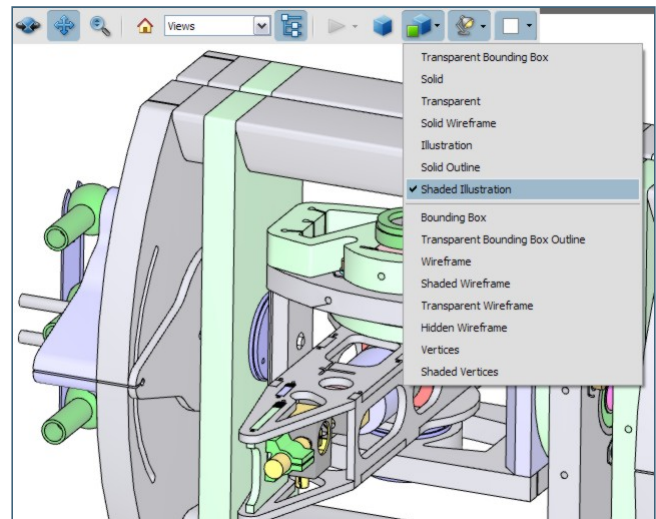 Views
Transparent Bounding Box
Solid
Transparent
Solid Wireframe
Illustration
Solid Outline
Shaded Illustration
Bounding Box
Transparent Bounding Box Outline
Wireframe
Shaded Wireframe
Transparent Wireframe
Hidden Wireframe
Vertices
Shaded Vertices